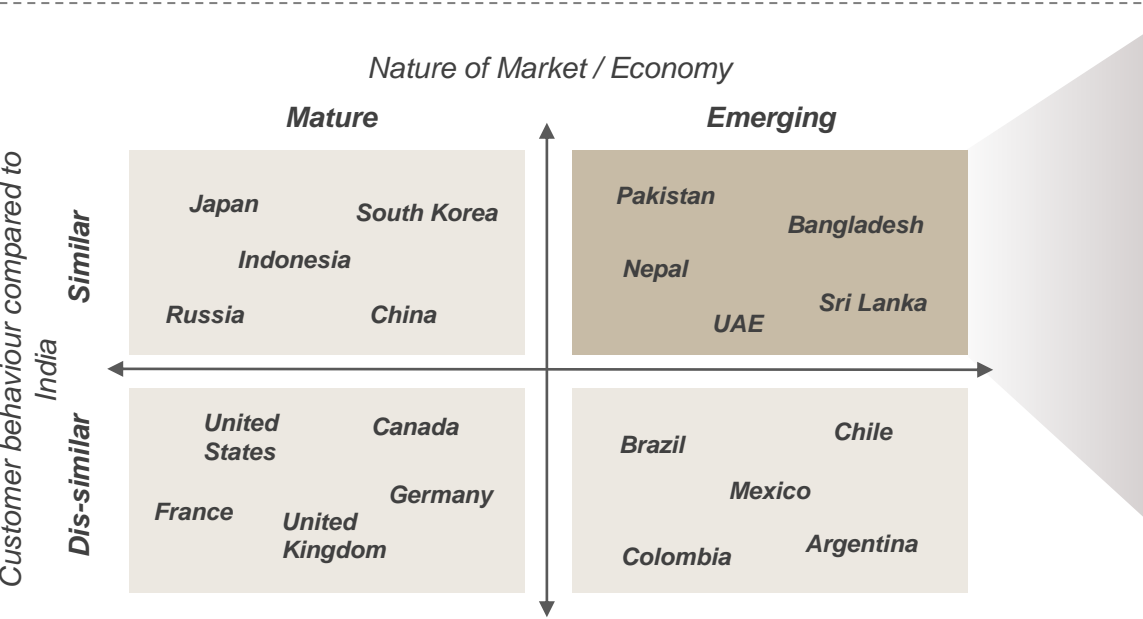 Nature of Market / Economy
Mature
Emerging
Customer behaviour compared to
India
Similar
Japan
South Korea
Indonesia
Russia
China
Pakistan
Bangladesh
Nepal
Sri Lanka
UAE
Dis-similar
United
States
Canada
Germany
France
United
Kingdom
Brazil
Chile
Mexico
Colombia
Argentina